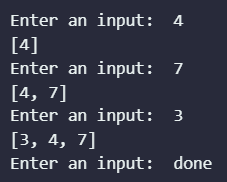 Enter an input:  4
[4]
Enter an input:  7
[4, 7]
Enter an input:  3
[3, 4, 7]
Enter an input:  done